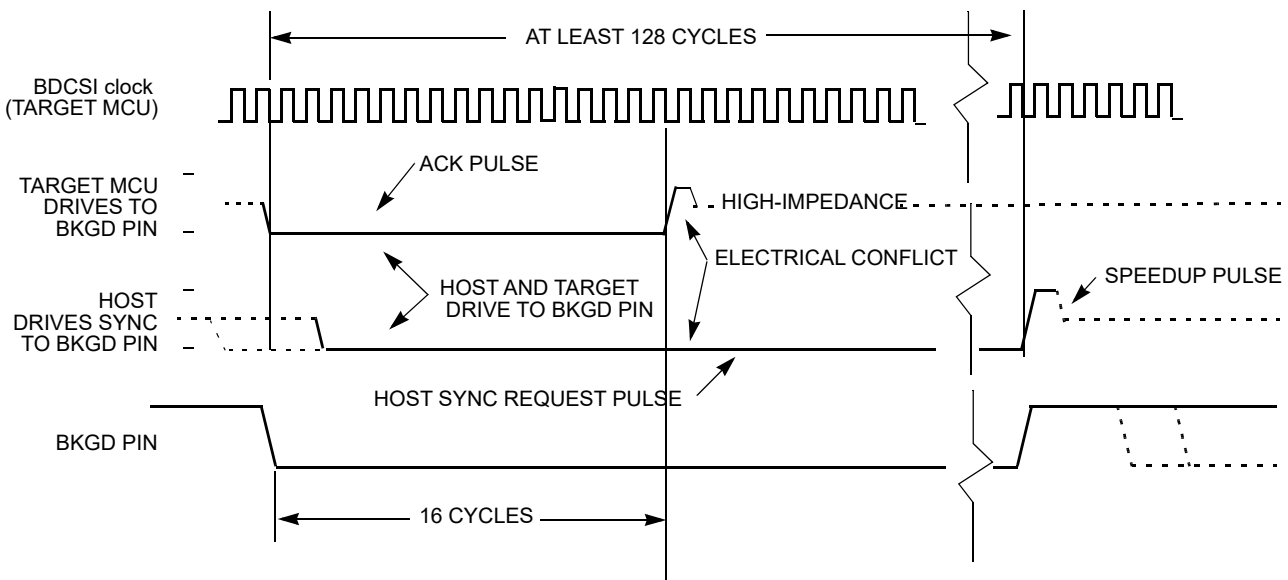 AT LEAST 128 CYCLES
BDCSI clock
(TARGET MCU)
ACK PULSE
TARGET MCU
DRIVES TO
BKGD PIN
HIGH-IMPEDANCE
ELECTRICAL CONFLICT
HOST AND TARGET
DRIVE TO BKGD PIN
SPEEDUP PULSE
HOST
DRIVES SYNC
TO BKGD PIN
HOST SYNC REQUEST PULSE
BKGD PIN
16 CYCLES